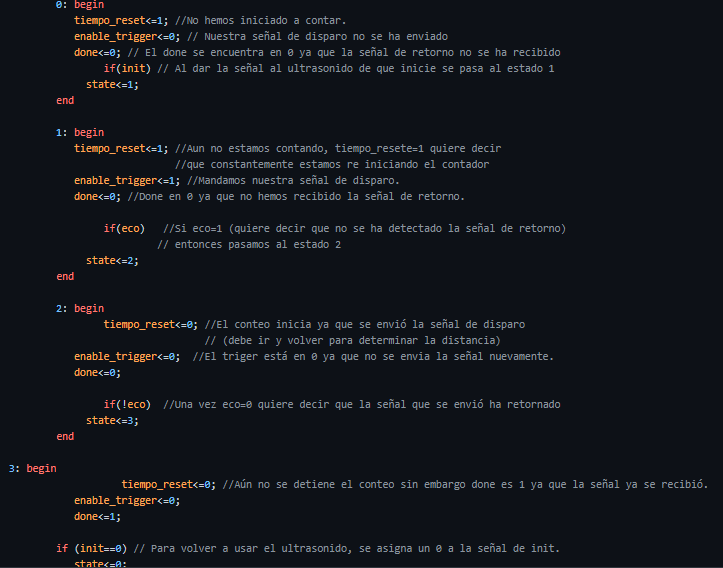 0: begin
tiempo_reset<=1; //No hemos iniciado a contar.
enable_trigger<=0; // Nuestra señal de disparo no se ha enviado
done<=0; // El done se encuentra en 0 ya que la señal de retorno no se ha recibido
if(init) // Al dar la señal al ultrasonido de que inicie se pasa al estado 1
state<=1;
end
1: begin
tiempo_reset<=1; //Aun no estamos contando, tiempo_resete=1 quiere decir
//que constantemente estamos re iniciando el contador
enable_trigger<=1; //Mandamos nuestra señal de disparo.
done<=0; //Done en 0 ya que no hemos recibido la señal de retorno.
if(eco) //Si eco=1 (quiere decir que no se ha detectado la señal de retorno)
// entonces pasamos al estado 2
state<=2;
end
2: begin
tiempo_reset<=0; //El conteo inicia ya que se envió la señal de disparo
// (debe ir y volver para determinar la distancia)
enable_trigger<=0; //El triger está en 0 ya que no se envia la señal nuevamente.
done<=0;
if(!eco) //Una vez eco=0 quiere decir que la señal que se envió ha retornado
state<=3;
end
3: begin
tiempo_reset<=0; //Aún no se detiene el conteo sin embargo done es 1 ya que la señal ya se recibió.
enable_trigger<=0;
done<=1;
if (init==0) // Para volver a usar el ultrasonido, se asigna un 0 a la señal de init.
state<=0;